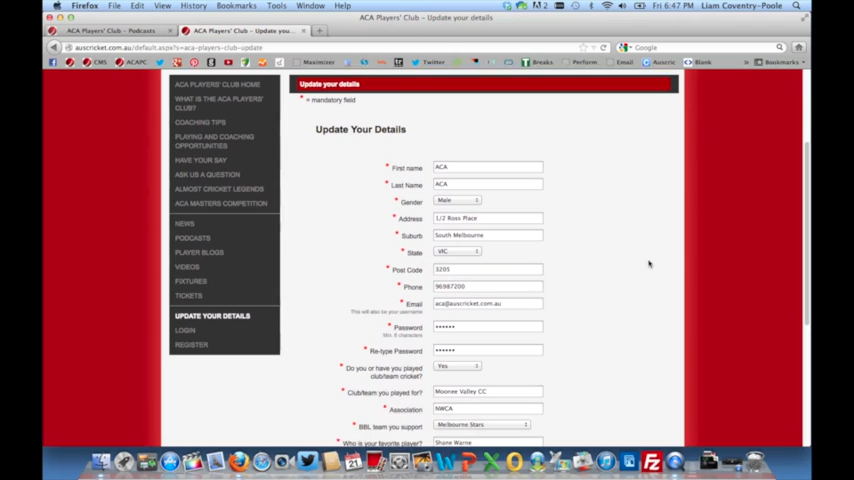 Firefox File Edit View History Bookmarks Tools Window Help
2 Fri 6:47 PM Liam Coventry-Poole
ACA Players' Club – Update your details
ACA Players' Club - Podcasts
ACA Players' Club - Update you...
auscricket.com.au/default.aspx?s=aca-players-club-update
Google
CMS ACAPC Maximizer Twitter Breaks Perform Email Auscric Blank Bookmarks
ACA PLAYERS' CLUB HOME
WHAT IS THE ACA PLAYERS'
CLUB?
COACHING TIPS
PLAYING AND COACHING
OPPORTUNITIES
HAVE YOUR SAY
ASK US A QUESTION
ALMOST CRICKET LEGENDS
ACA MASTERS COMPETITION
NEWS
PODCASTS
PLAYER BLOGS
VIDEOS
FIXTURES
TICKETS
UPDATE YOUR DETAILS
LOGIN
REGISTER
Update your details
* = mandatory field
Update Your Details
* First name ACA
* Last Name ACA
* Gender Male
* Address 1/2 Ross Place
* Suburb South Melbourne
* State VIC
* Post Code 3205
* Phone 96987200
* Email aca@auscricket.com.au
This will also be your username
* Password ••••••
Min. 6 characters
* Re-type Password ••••••
* Do you or have you played Yes
club/team cricket?
* Club/team you played for? Moonee Valley CC
* Association NWCA
* BBL team you support Melbourne Stars
* Who is your favorite player? Shane Warne